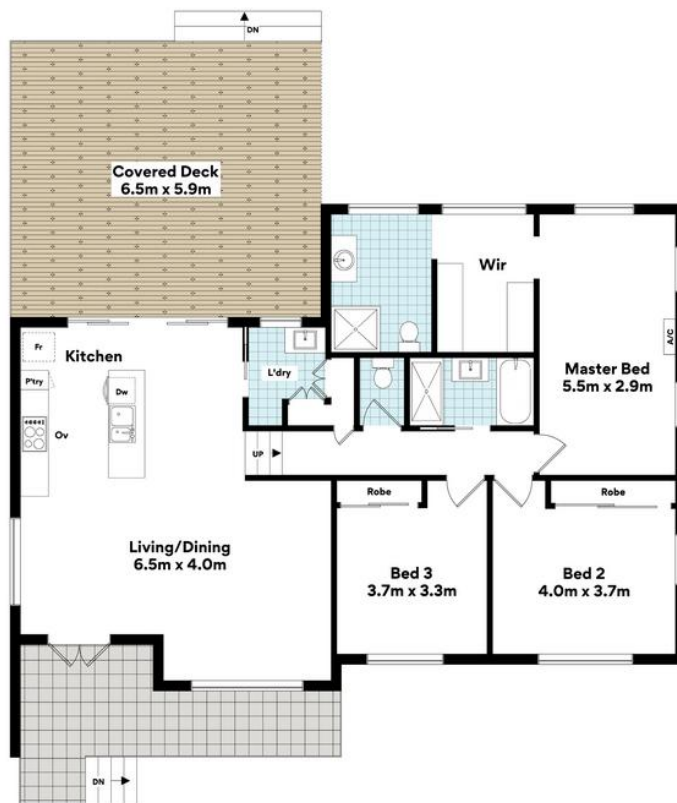 DN
Covered Deck
6.5m x 5.9m
Wir
Fr
Kitchen
P'try
Dw
L'dry
A/C
Master Bed
5.5m x 2.9m
Ov
UP
Robe
Robe
Living/Dining
6.5m x 4.0m
Bed 3
3.7m x 3.3m
Bed 2
4.0m x 3.7m
DN